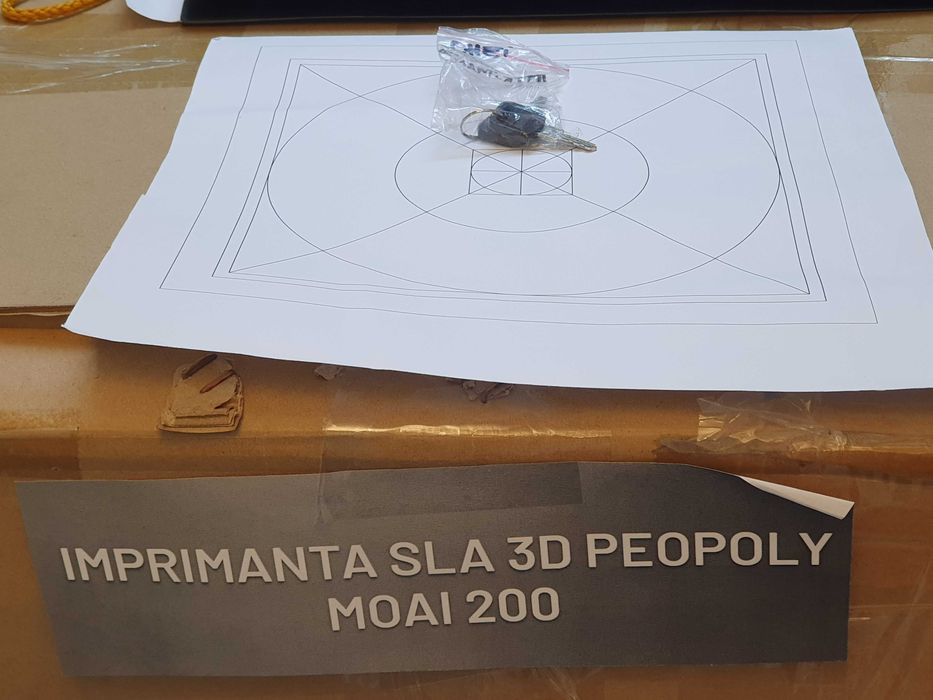 IMPRIMANTA SLA 3D PEOPOLY
MOAI 200